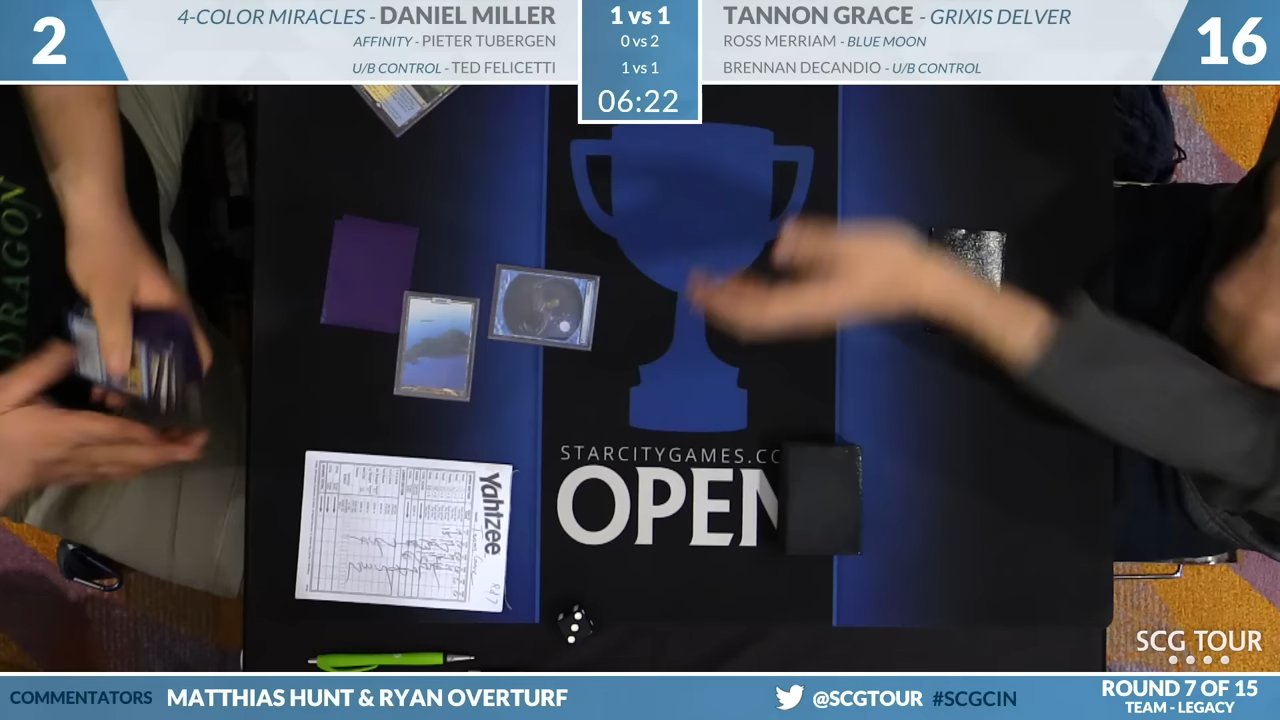 2
4-COLOR MIRACLES - DANIEL MILLER
AFFINITY - PIETER TUBERGEN
U/B CONTROL - TED FELICETTI
1 vs 1
0 vs 2
1 vs 1
06:22
TANNON GRACE - GRIXIS DELVER
ROSS MERRIAM - BLUE MOON
BRENNAN DECANDIO - U/B CONTROL
16
DRAGON
Yahtzee
STARCITYGAMES.CO
OPEN
SCG TOUR
COMMENTATORS MATTHIAS HUNT & RYAN OVERTURF
@SCGTOUR #SCGCIN
ROUND 7 OF 15
TEAM - LEGACY